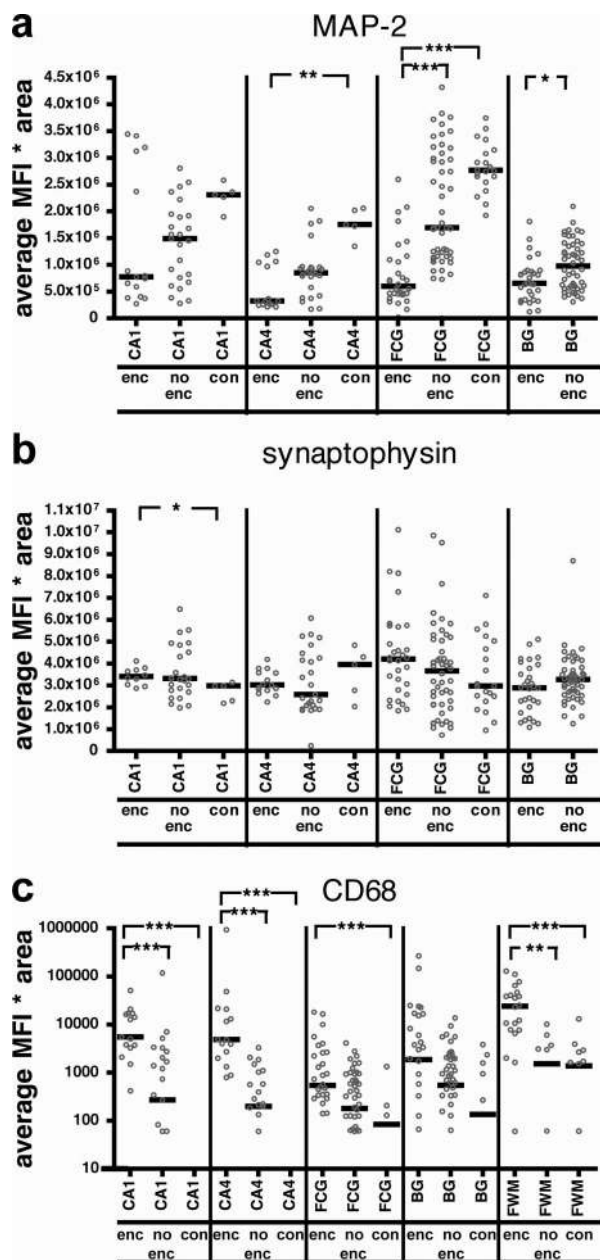 a
MAP-2
average MFI * area
4.5x10⁶
4.0x10⁶
3.5x10⁶
3.0x10⁶
2.5x10⁶
2.0x10⁶
1.5x10⁶
1.0x10⁶
5.0x10⁵
0
** *** *** *
CA1 CA1 CA1 CA4 CA4 CA4 FCG FCG FCG BG BG
enc no enc con enc no enc con enc no enc con enc no enc
b
synaptophysin
average MFI * area
1.1x10⁷
1.0x10⁷
9.0x10⁶
8.0x10⁶
7.0x10⁶
6.0x10⁶
5.0x10⁶
4.0x10⁶
3.0x10⁶
2.0x10⁶
1.0x10⁶
0
*
CA1 CA1 CA1 CA4 CA4 CA4 FCG FCG FCG BG BG
enc no enc con enc no enc con enc no enc con enc no enc
c
CD68
average MFI * area
1000000
100000
10000
1000
100
10
*** *** *** *** *** *** **
CA1 CA1 CA1 CA4 CA4 CA4 FCG FCG FCG BG BG BG FWM FWM FWM
enc no enc con enc no enc con enc no enc con enc no enc con enc no enc con